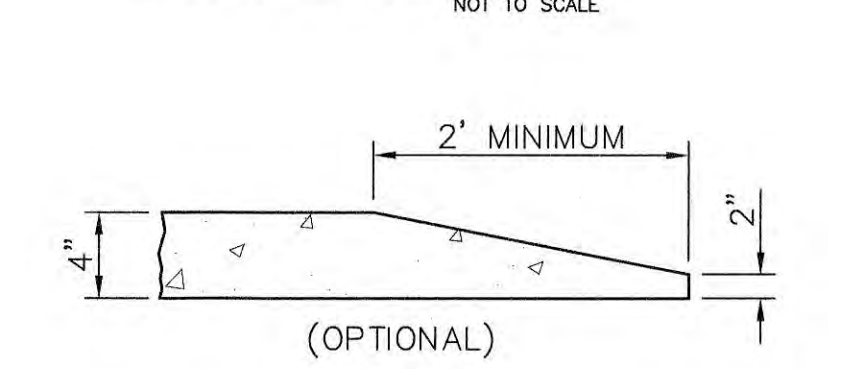 NOT TO SCALE
2' MINIMUM
2"
4"
(OPTIONAL)